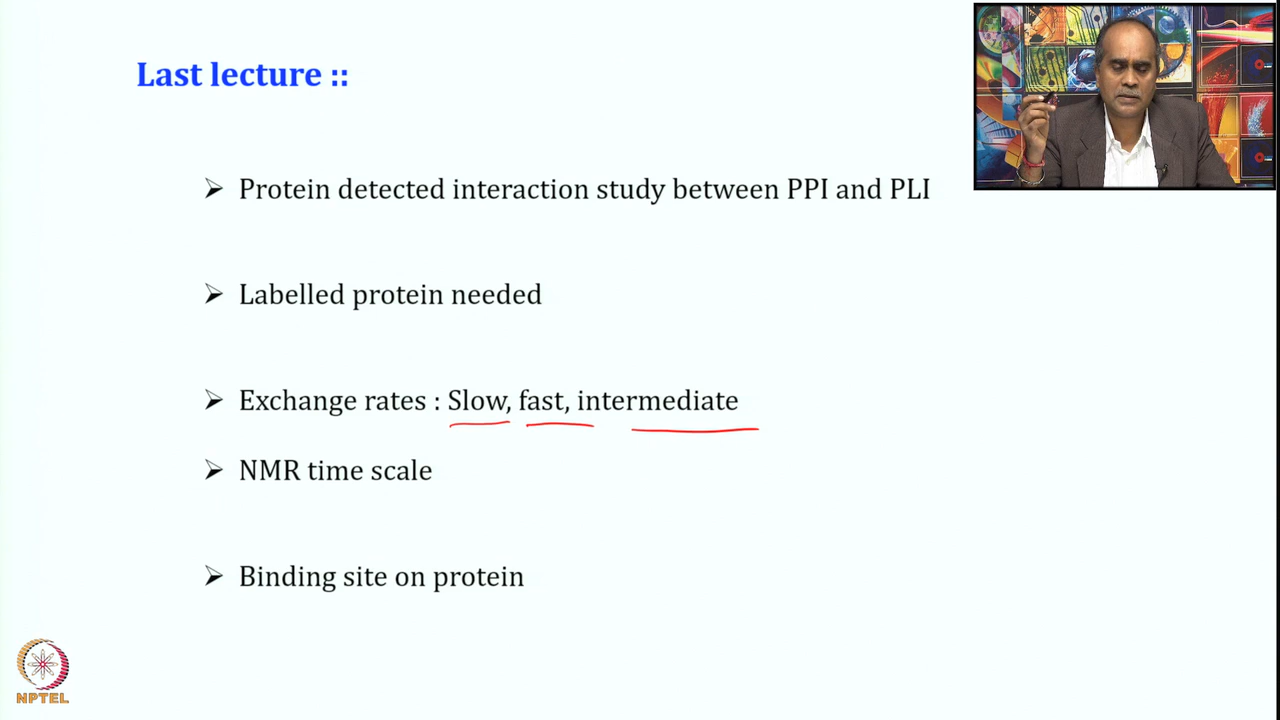 Last lecture ::
➢ Protein detected interaction study between PPI and PLI
➢ Labelled protein needed
➢ Exchange rates : Slow, fast, intermediate
➢ NMR time scale
➢ Binding site on protein
NPTEL